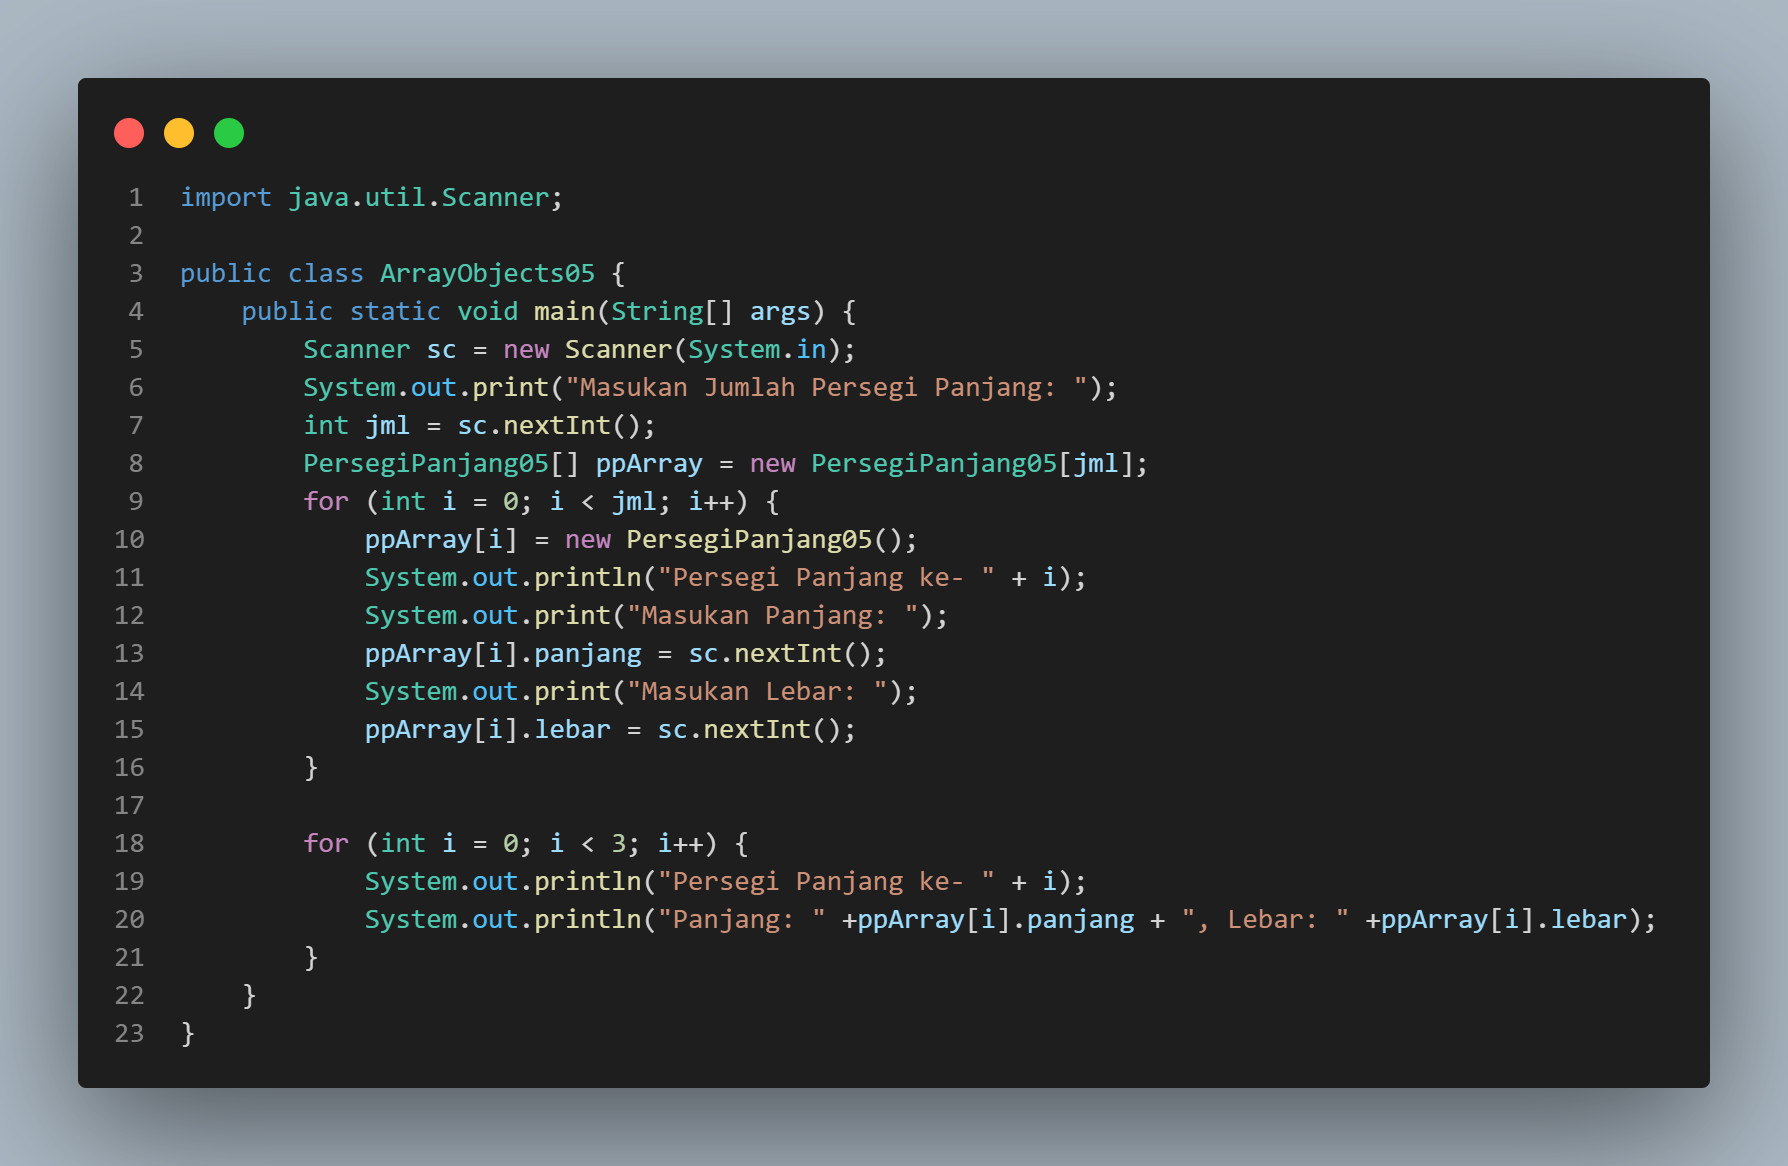 1 import java.util.Scanner;
2
3 public class ArrayObjects05 {
4     public static void main(String[] args) {
5         Scanner sc = new Scanner(System.in);
6         System.out.print("Masukan Jumlah Persegi Panjang: ");
7         int jml = sc.nextInt();
8         PersegiPanjang05[] ppArray = new PersegiPanjang05[jml];
9         for (int i = 0; i < jml; i++) {
10             ppArray[i] = new PersegiPanjang05();
11             System.out.println("Persegi Panjang ke- " + i);
12             System.out.print("Masukan Panjang: ");
13             ppArray[i].panjang = sc.nextInt();
14             System.out.print("Masukan Lebar: ");
15             ppArray[i].lebar = sc.nextInt();
16         }
17
18         for (int i = 0; i < 3; i++) {
19             System.out.println("Persegi Panjang ke- " + i);
20             System.out.println("Panjang: " +ppArray[i].panjang + ", Lebar: " +ppArray[i].lebar);
21         }
22     }
23 }